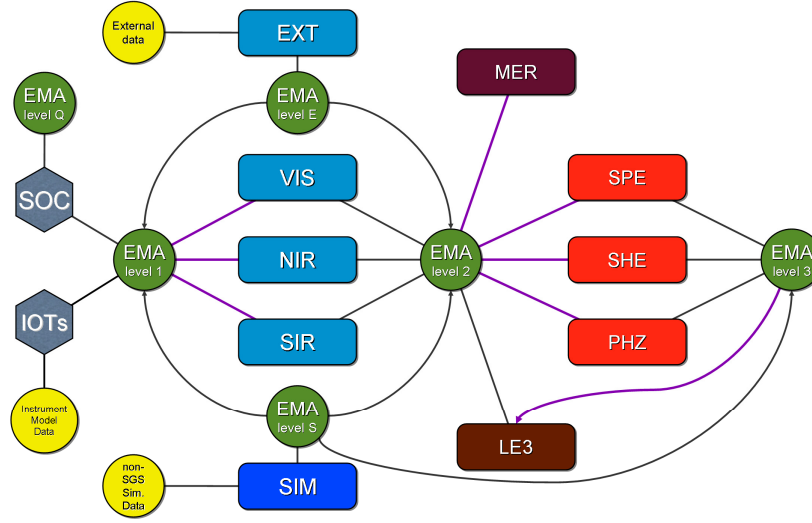 External
data
EXT
MER
EMA
level Q
EMA
level E
SOC
VIS
SPE
EMA
level 1
NIR
EMA
level 2
SHE
EMA
level 3
IOTs
SIR
PHZ
Instrument
Model
Data
EMA
level S
LE3
non-
SGS
Sim.
Data
SIM